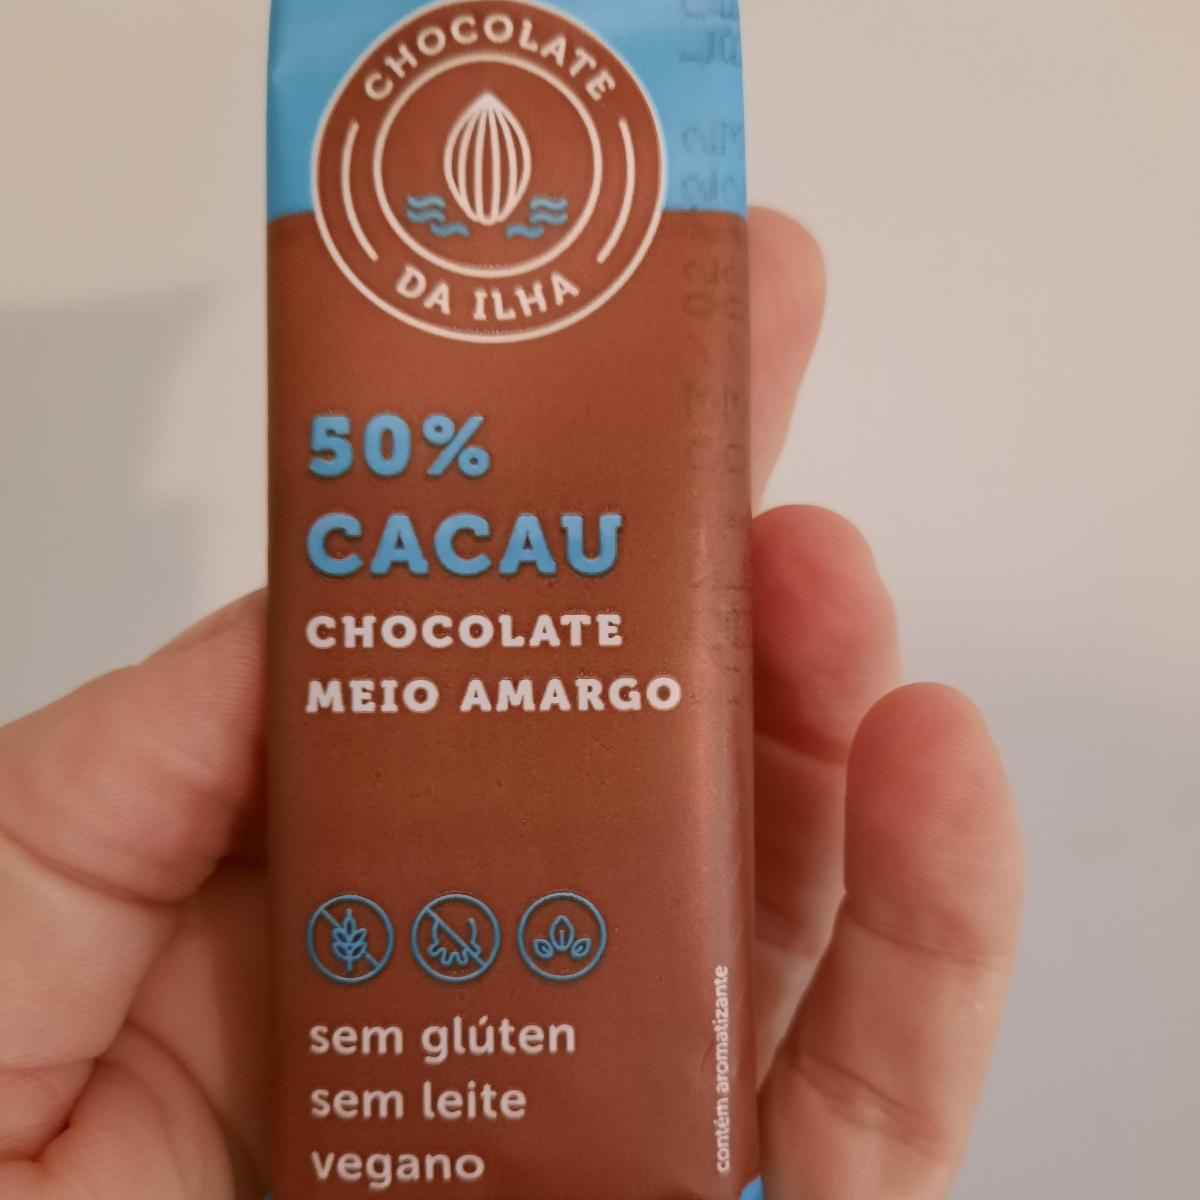 CHOCOLATE
DA ILHA
50%
CACAU
CHOCOLATE
MEIO AMARGO
sem glúten
sem leite
vegano
contém aromatizante